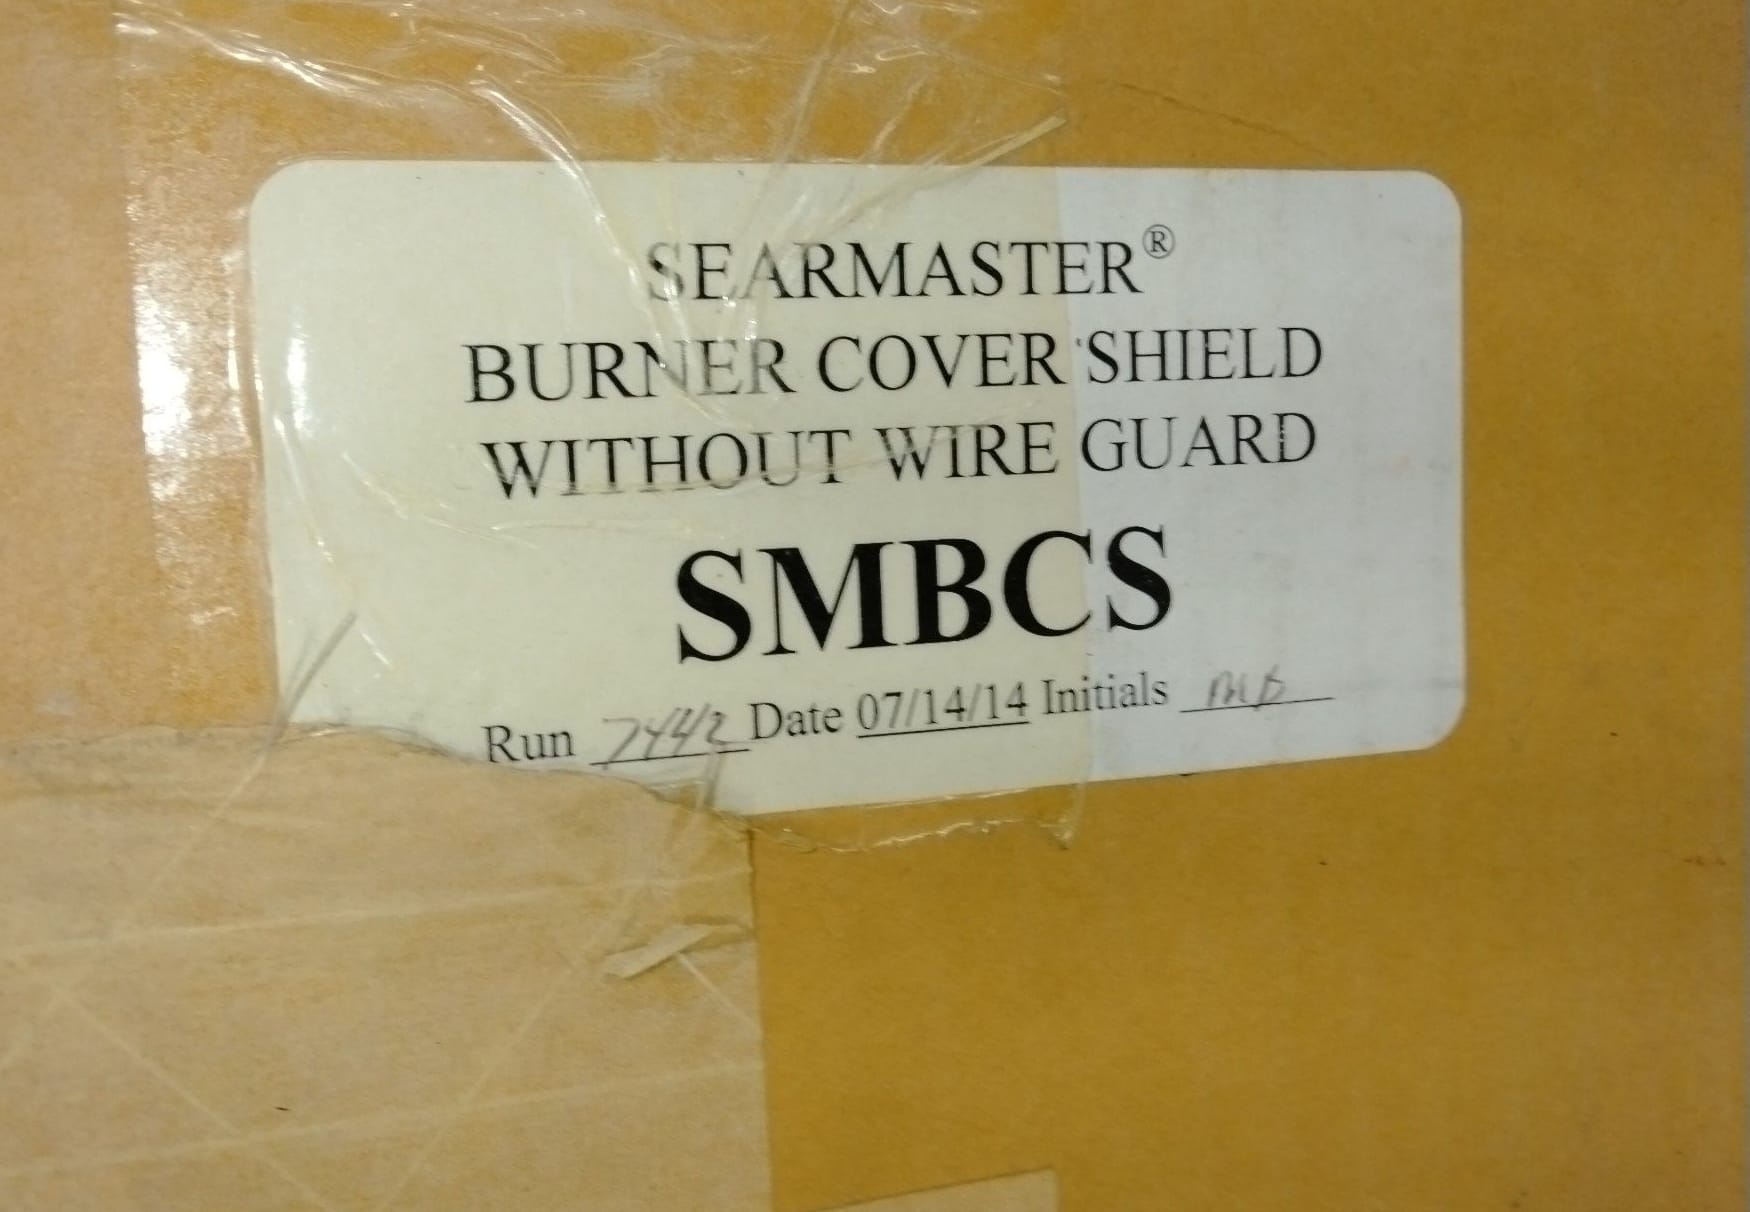 SEARMASTER®
BURNER COVER SHIELD
WITHOUT WIRE GUARD
SMBCS
Run 7442 Date 07/14/14 Initials